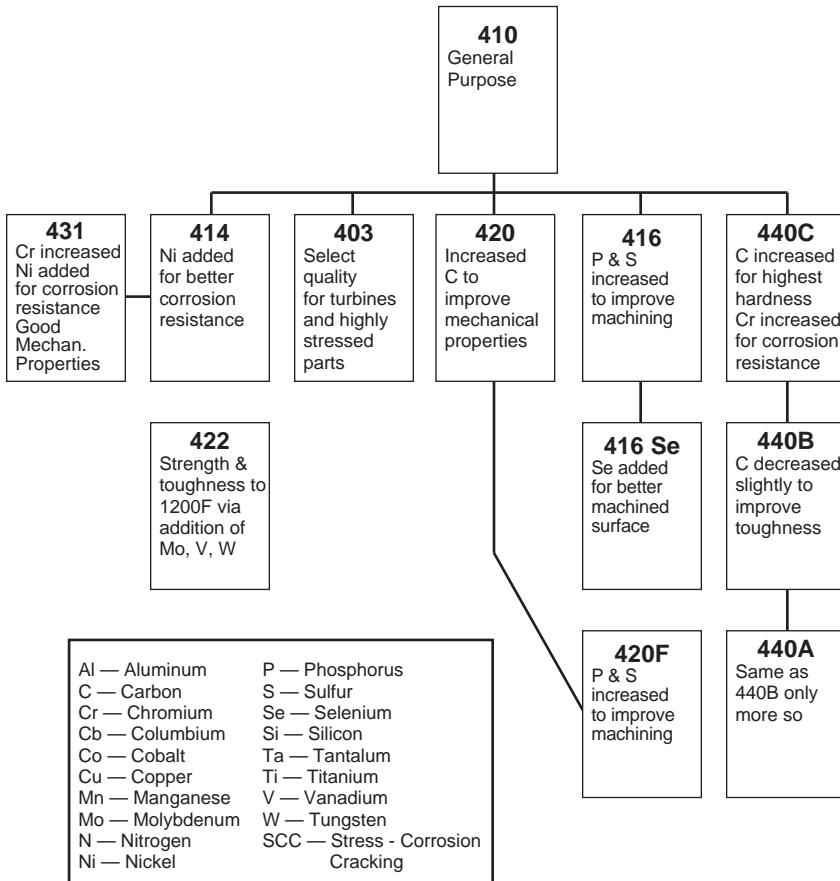 410
General
Purpose
431
Cr increased
Ni added
for corrosion
resistance
Good
Mechan.
Properties
414
Ni added
for better
corrosion
resistance
403
Select
quality
for turbines
and highly
stressed
parts
420
Increased
C to
improve
mechanical
properties
416
P & S
increased
to improve
machining
440C
C increased
for highest
hardness
Cr increased
for corrosion
resistance
422
Strength &
toughness to
1200F via
addition of
Mo, V, W
416 Se
Se added
for better
machined
surface
440B
C decreased
slightly to
improve
toughness
420F
P & S
increased
to improve
machining
440A
Same as
440B only
more so
Al — Aluminum
C — Carbon
Cr — Chromium
Cb — Columbium
Co — Cobalt
Cu — Copper
Mn — Manganese
Mo — Molybdenum
N — Nitrogen
Ni — Nickel
P — Phosphorus
S — Sulfur
Se — Selenium
Si — Silicon
Ta — Tantalum
Ti — Titanium
V — Vanadium
W — Tungsten
SCC — Stress - Corrosion
Cracking